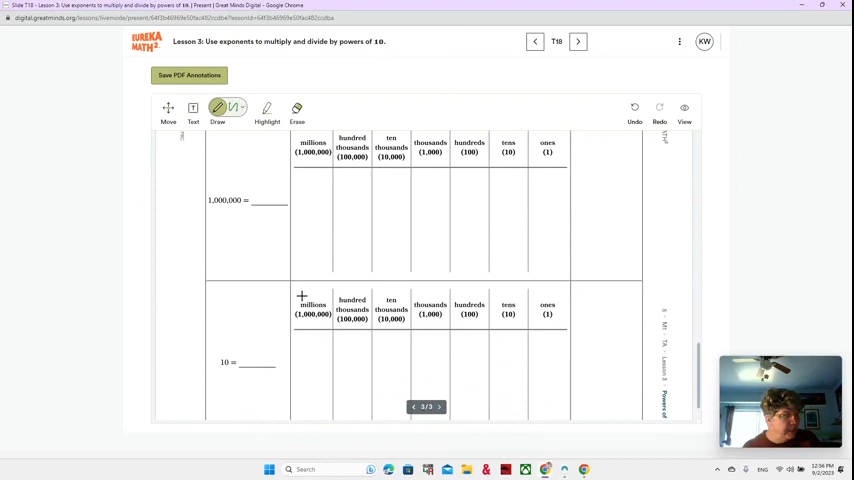 Slide T18 - Lesson 3: Use exponents to multiply and divide by powers of 10. | Present | Great Minds Digital - Google Chrome
digital.greatminds.org/lessons/livemode/present/64f3b46969e50fac482ccdbe?lessonId=64f3b46969e50fac482ccdba
EUREKA
MATH²
Lesson 3: Use exponents to multiply and divide by powers of 10.
T18
KW
Save PDF Annotations
Move
Text
Draw
Highlight
Erase
Undo
Redo
View
millions
(1,000,000)
hundred
thousands
(100,000)
ten
thousands
(10,000)
thousands
(1,000)
hundreds
(100)
tens
(10)
ones
(1)
1,000,000 = ______
millions
(1,000,000)
hundred
thousands
(100,000)
ten
thousands
(10,000)
thousands
(1,000)
hundreds
(100)
tens
(10)
ones
(1)
10 = ______
5 ▪ M1 ▪ TA ▪ Lesson 3 ▪ Powers of
3/3
Search
ENG
12:56 PM
9/2/2023